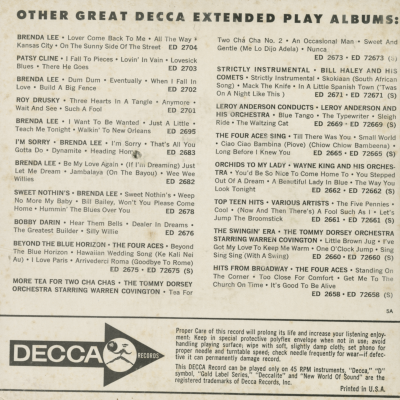 OTHER GREAT DECCA EXTENDED PLAY ALBUMS:
BRENDA LEE • Lover Come Back To Me • All The Way •
Kansas City • On The Sunny Side Of The Street ED 2704
PATSY CLINE • I Fall To Pieces • Lovin' In Vain • Lovesick
Blues • There He Goes ED 2703
BRENDA LEE • Dum Dum • Eventually • When I Fall In
Love • Build A Big Fence ED 2702
ROY DRUSKY • Three Hearts In A Tangle • Anymore •
Wait And See • Such A Fool ED 2701
BRENDA LEE • I Want To Be Wanted • Just A Little •
Teach Me Tonight • Walkin' To New Orleans ED 2695
I'M SORRY • BRENDA LEE • I'm Sorry • That's All You
Gotta Do • Dynamite • Heading Home ED 2683
BRENDA LEE • Be My Love Again • (If I'm Dreaming) Just
Let Me Dream • Jambalaya (On The Bayou) • Wee Wee
Willies ED 2682
SWEET NOTHIN'S • BRENDA LEE • Sweet Nothin's • Weep
No More My Baby • Bill Bailey, Won't You Please Come
Home • Hummin' The Blues Over You ED 2678
BOBBY DARIN • Hear Them Bells • Dealer In Dreams •
The Greatest Builder • Silly Willie ED 2676
BEYOND THE BLUE HORIZON • THE FOUR ACES • Beyond
The Blue Horizon • Hawaiian Wedding Song (Ke Kali Nei
Au) • I Love Paris • Arrivederci Roma (Goodbye To Rome)
ED 2675 • ED 72675 (S)
MORE TEA FOR TWO CHA CHAS • THE TOMMY DORSEY
ORCHESTRA STARRING WARREN COVINGTON • Tea For
Two Cha Cha No. 2 • An Occasional Man • Sweet And
Gentle (Me Lo Dijo Adela) • Nunca
ED 2673 • ED 72673 (S)
STRICTLY INSTRUMENTAL • BILL HALEY AND HIS
COMETS • Strictly Instrumental • Skokiaan (South African
Song) • Mack The Knife • In A Little Spanish Town ('Twas
On A Night Like This) ED 2671 • ED 72671 (S)
LEROY ANDERSON CONDUCTS • LEROY ANDERSON AND
HIS ORCHESTRA • Blue Tango • The Typewriter • Sleigh
Ride • The Waltzing Cat ED 2669 • ED 72669 (S)
THE FOUR ACES SING • Till There Was You • Small World
• Ciao Ciao Bambina (Piove) (Chiow Chiow Bambeena) •
Long Before I Knew You ED 2665 • ED 72665 (S)
ORCHIDS TO MY LADY • WAYNE KING AND HIS ORCHES-
TRA • You'd Be So Nice To Come Home To • You Stepped
Out Of A Dream • A Beautiful Lady In Blue • The Way You
Look Tonight ED 2662 • ED 72662 (S)
TOP TEEN HITS • VARIOUS ARTISTS • The Five Pennies •
Cool • (Now And Then There's) A Fool Such As I • Let's
Jump The Broomstick ED 2661 • ED 72661 (S)
THE SWINGIN' ERA • THE TOMMY DORSEY ORCHESTRA
STARRING WARREN COVINGTON • Little Brown Jug • I've
Got My Love To Keep Me Warm • One O'Clock Jump • Sing
Sing Sing (With A Swing) ED 2660 • ED 72660 (S)
HITS FROM BROADWAY • THE FOUR ACES • Standing On
The Corner • Too Close For Comfort • Get Me To The
Church On Time • It's Good To Be Alive
ED 2658 • ED 72658 (S)
5A
DECCA RECORDS
Proper Care of this record will prolong its life and increase your listening enjoy-
ment: Keep in special protective polyfilex envelope when not in use; avoid
handling playing surface; wipe with soft, slightly damp cloth; set phono for
proper needle and turntable speed; check needle frequently for wear—if defec-
tive it can permanently damage record.
This DECCA Record can be played only on 45 RPM instruments, "Decca," "D"
symbol, "Gold Label Series," "Deccalite" and "New World Of Sound" are the
registered trademarks of Decca Records, Inc.
Printed in U.S.A.